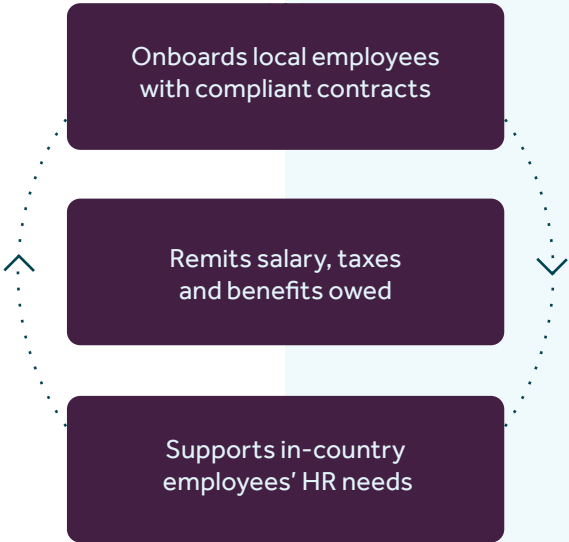 Onboards local employees
with compliant contracts
Remits salary, taxes
and benefits owed
Supports in-country
employees’ HR needs